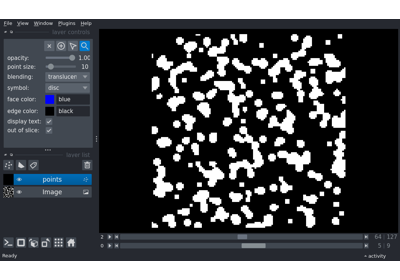 File View Window Plugins Help
layer controls
opacity: 1.00
point size: 10
blending: translucen
symbol: disc
face color: blue
edge color: black
display text:
out of slice:
layer list
points
Image
2 64 127
0 5 9
Ready activity